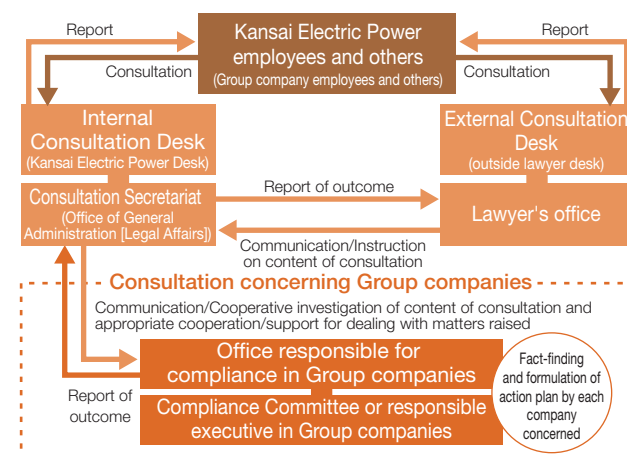 Report
Kansai Electric Power
employees and others
(Group company employees and others)
Report
Consultation
Consultation
Internal
Consultation Desk
(Kansai Electric Power Desk)
External Consultation
Desk
(outside lawyer desk)
Consultation Secretariat
(Office of General
Administration [Legal Affairs])
Report of outcome
Lawyer's office
Communication/Instruction
on content of consultation
Consultation concerning Group companies
Communication/Cooperative investigation of content of consultation and
appropriate cooperation/support for dealing with matters raised
Office responsible for
compliance in Group companies
Report of
outcome
Compliance Committee or responsible
executive in Group companies
Fact-finding
and formulation of
action plan by each
company
concerned